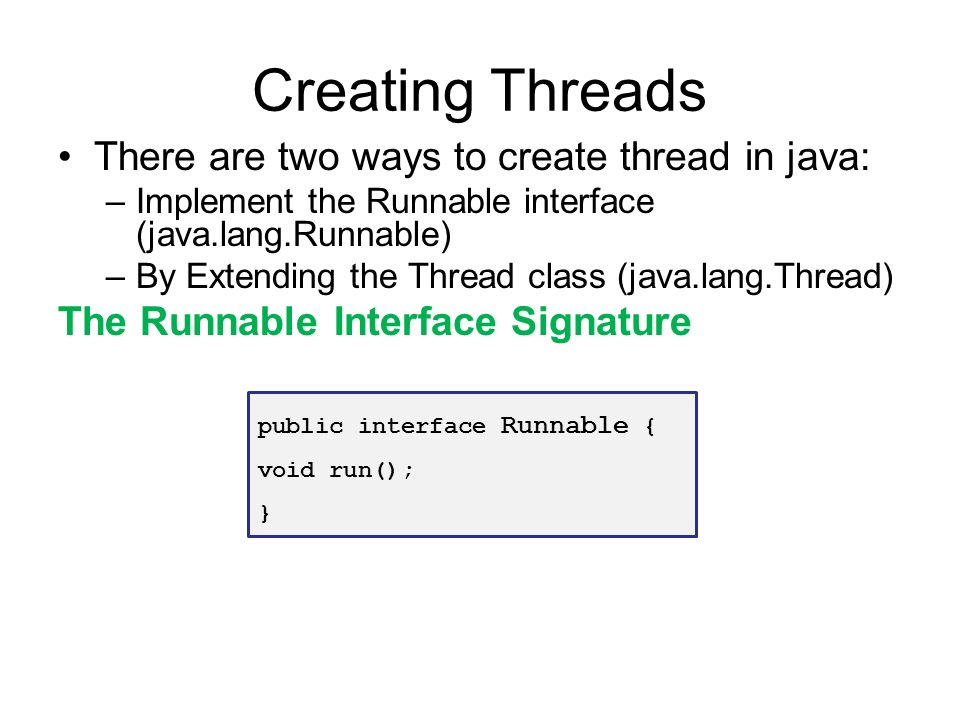 Creating Threads
• There are two ways to create thread in java:
– Implement the Runnable interface
(java.lang.Runnable)
– By Extending the Thread class (java.lang.Thread)
The Runnable Interface Signature
public interface Runnable {
void run();
}